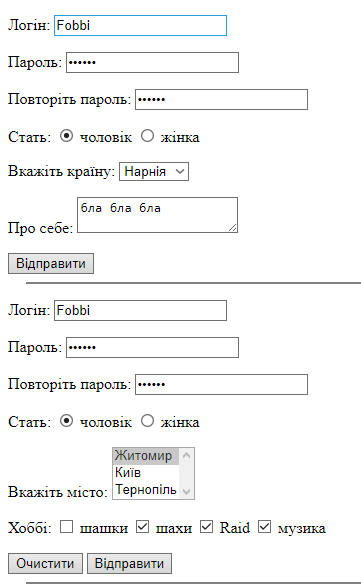 Логін: Fobbi
Пароль: ••••••
Повторіть пароль: ••••••
Стать: чоловік жінка
Вкажіть країну: Нарнія
Про себе: бла бла бла
Відправити
Логін: Fobbi
Пароль: ••••••
Повторіть пароль: ••••••
Стать: чоловік жінка
Житомир
Київ
Вкажіть місто: Тернопіль
Хоббі: шашки шахи Raid музика
Очистити Відправити